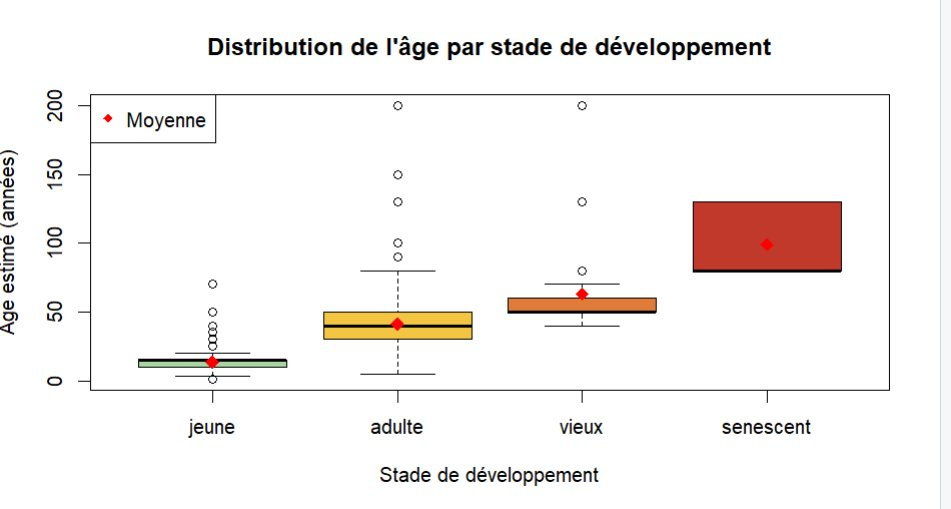 Distribution de l'âge par stade de développement
Moyenne
Age estimé (années)
200
150
100
50
0
jeune adulte vieux senescent
Stade de développement